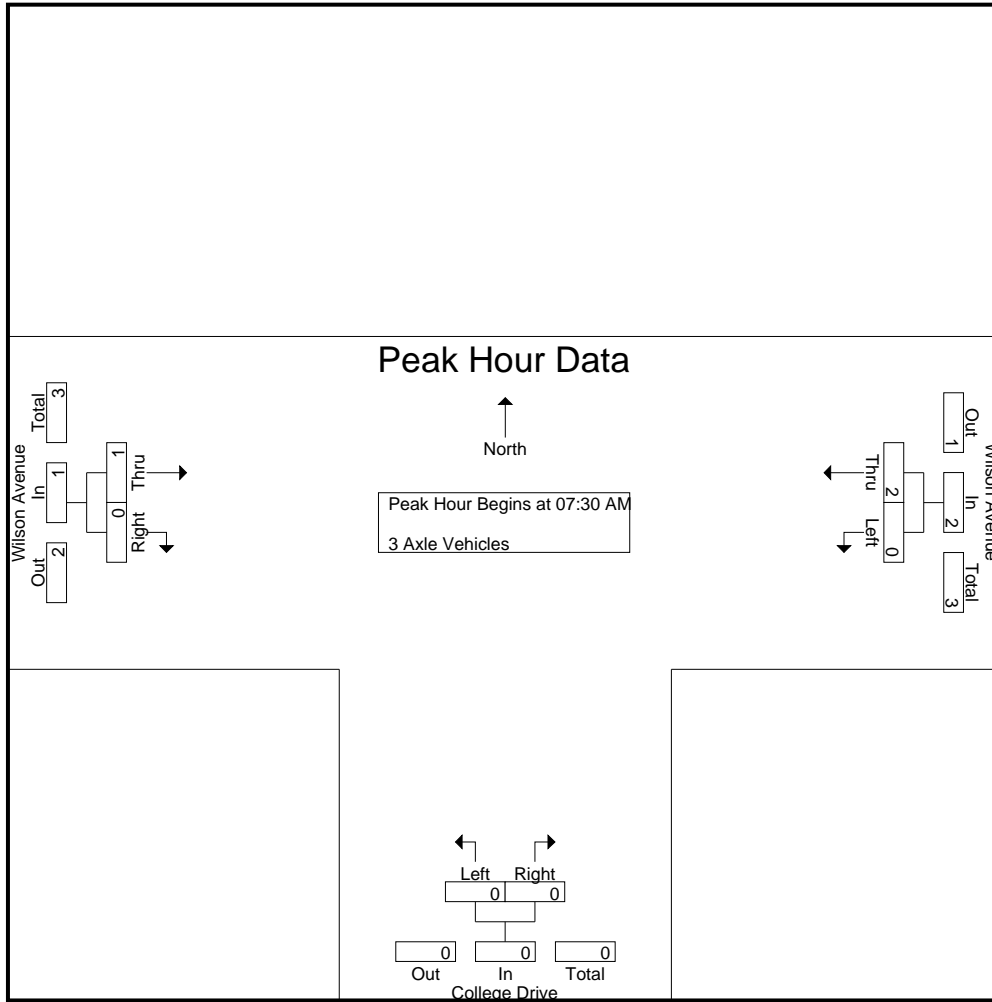 Peak Hour Data
North
Peak Hour Begins at 07:30 AM
3 Axle Vehicles
Wilson Avenue
Total
3
In
1
Out
2
1
Thru
0
Right
Wilson Avenue
Out
1
In
2
Total
3
Thru
2
Left
0
Left
Right
0
0
0
0
0
Out
In
Total
College Drive